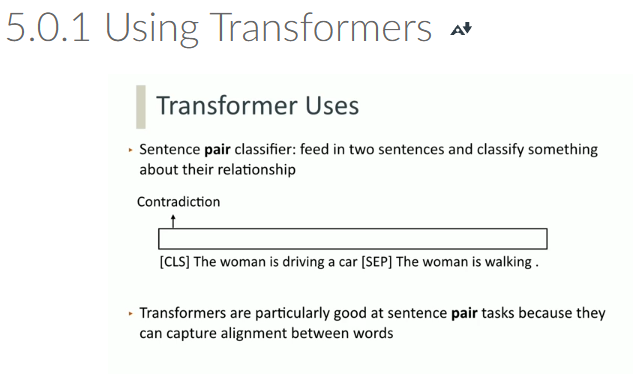 5.0.1 Using Transformers
Transformer Uses
‣ Sentence pair classifier: feed in two sentences and classify something
about their relationship
Contradiction
[CLS] The woman is driving a car [SEP] The woman is walking .
‣ Transformers are particularly good at sentence pair tasks because they
can capture alignment between words